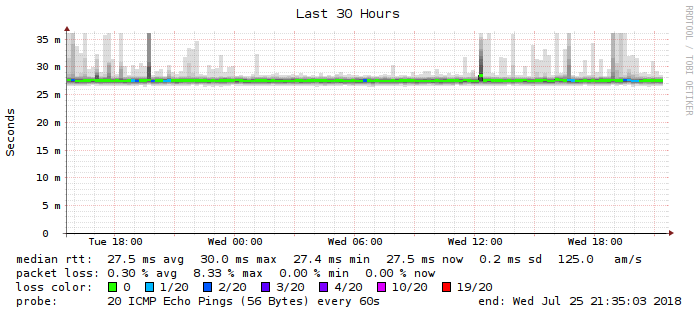 Last 30 Hours
RRDTOOL / TOBI OETIKER
Seconds
35 m
30 m
25 m
20 m
15 m
10 m
5 m
0
Tue 18:00 Wed 00:00 Wed 06:00 Wed 12:00 Wed 18:00
median rtt: 27.5 ms avg 30.0 ms max 27.4 ms min 27.5 ms now 0.2 ms sd 125.0 am/s
packet loss: 0.30 % avg 8.33 % max 0.00 % min 0.00 % now
loss color: 0 1/20 2/20 3/20 4/20 10/20 19/20
probe: 20 ICMP Echo Pings (56 Bytes) every 60s end: Wed Jul 25 21:35:03 2018